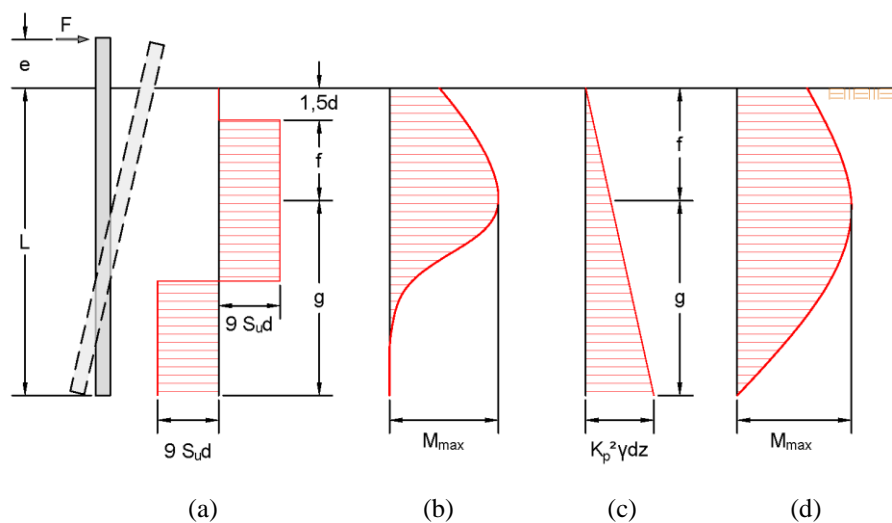 F
e
L
1,5d
f
g
9 Sᵤd
9 Sᵤd
Mₘₐₓ
f
g
Kₚ²γdz
Mₘₐₓ
(a) (b) (c) (d)